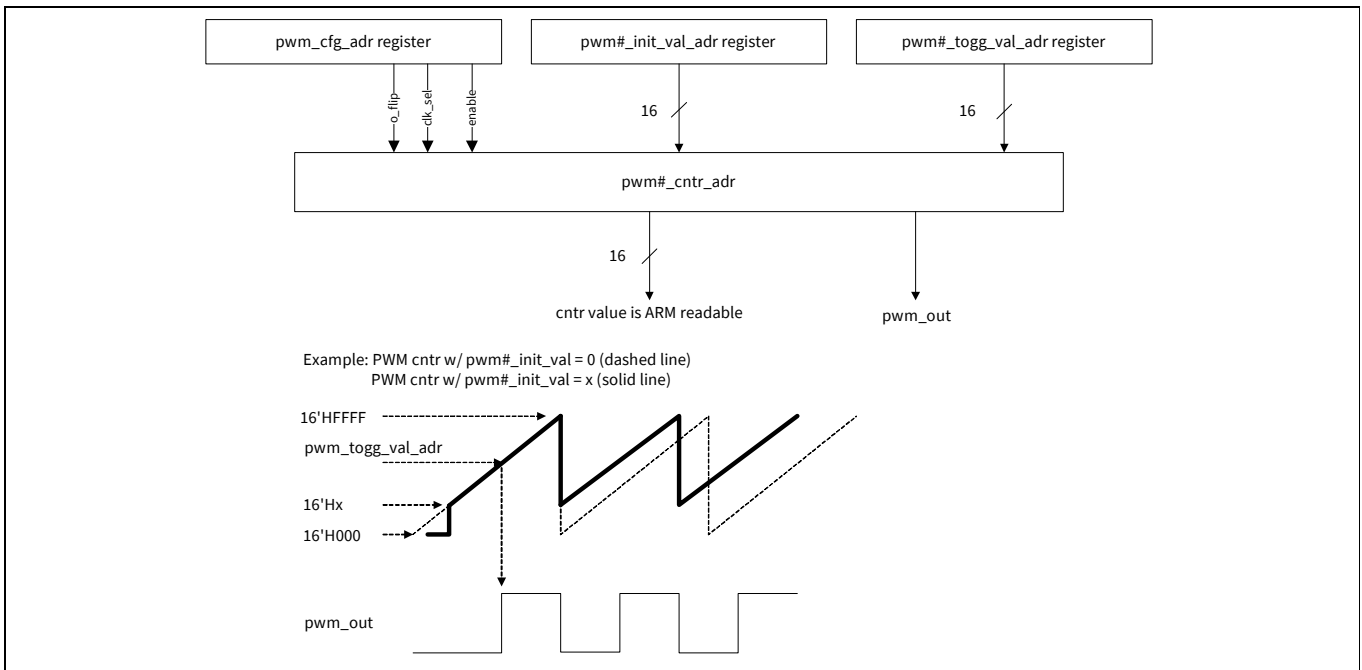 pwm_cfg_adr register
pwm#_init_val_adr register
pwm#_togg_val_adr register
o_flip
clk_sel
enable
16
16
pwm#_cntr_adr
16
cntr value is ARM readable
pwm_out
Example: PWM cntr w/ pwm#_init_val = 0 (dashed line)
PWM cntr w/ pwm#_init_val = x (solid line)
16'HFFFF
pwm_togg_val_adr
16'Hx
16'H000
pwm_out